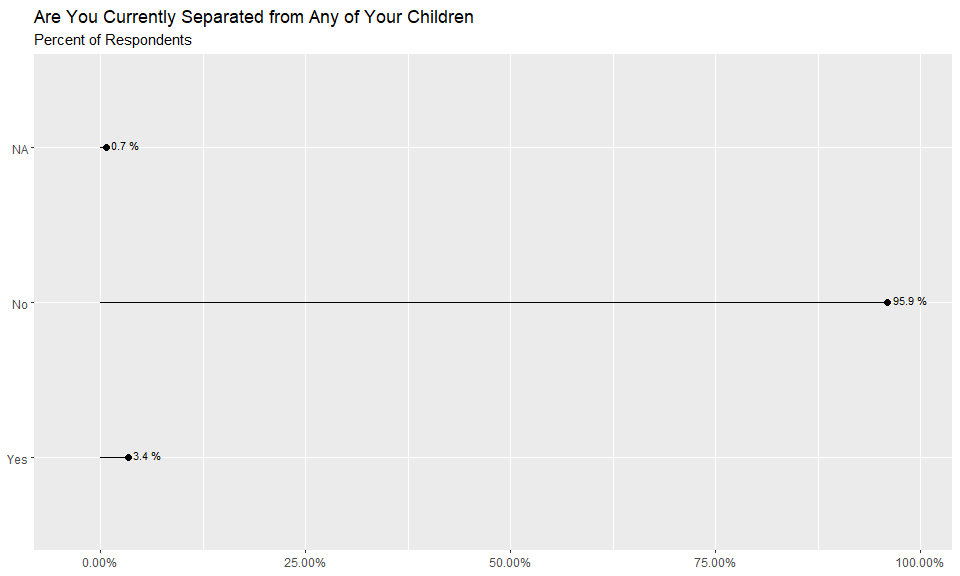 Are You Currently Separated from Any of Your Children
Percent of Respondents
NA
0.7 %
No
95.9 %
Yes
3.4 %
0.00% 25.00% 50.00% 75.00% 100.00%